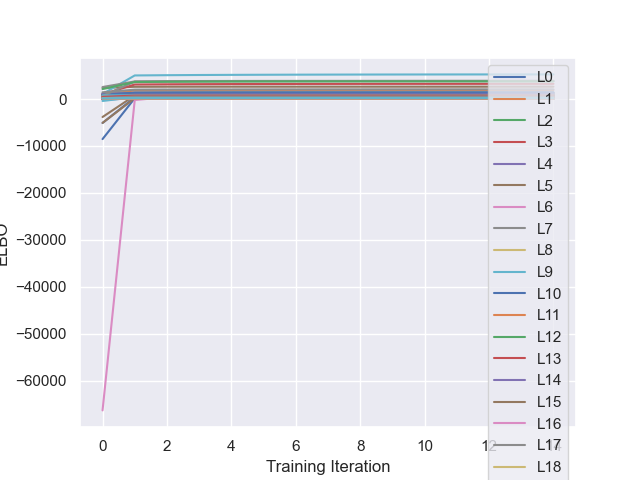 0
−10000
−20000
−30000
−40000
−50000
−60000
ELBO
0
2
4
6
8
10
12
14
Training Iteration
L0
L1
L2
L3
L4
L5
L6
L7
L8
L9
L10
L11
L12
L13
L14
L15
L16
L17
L18